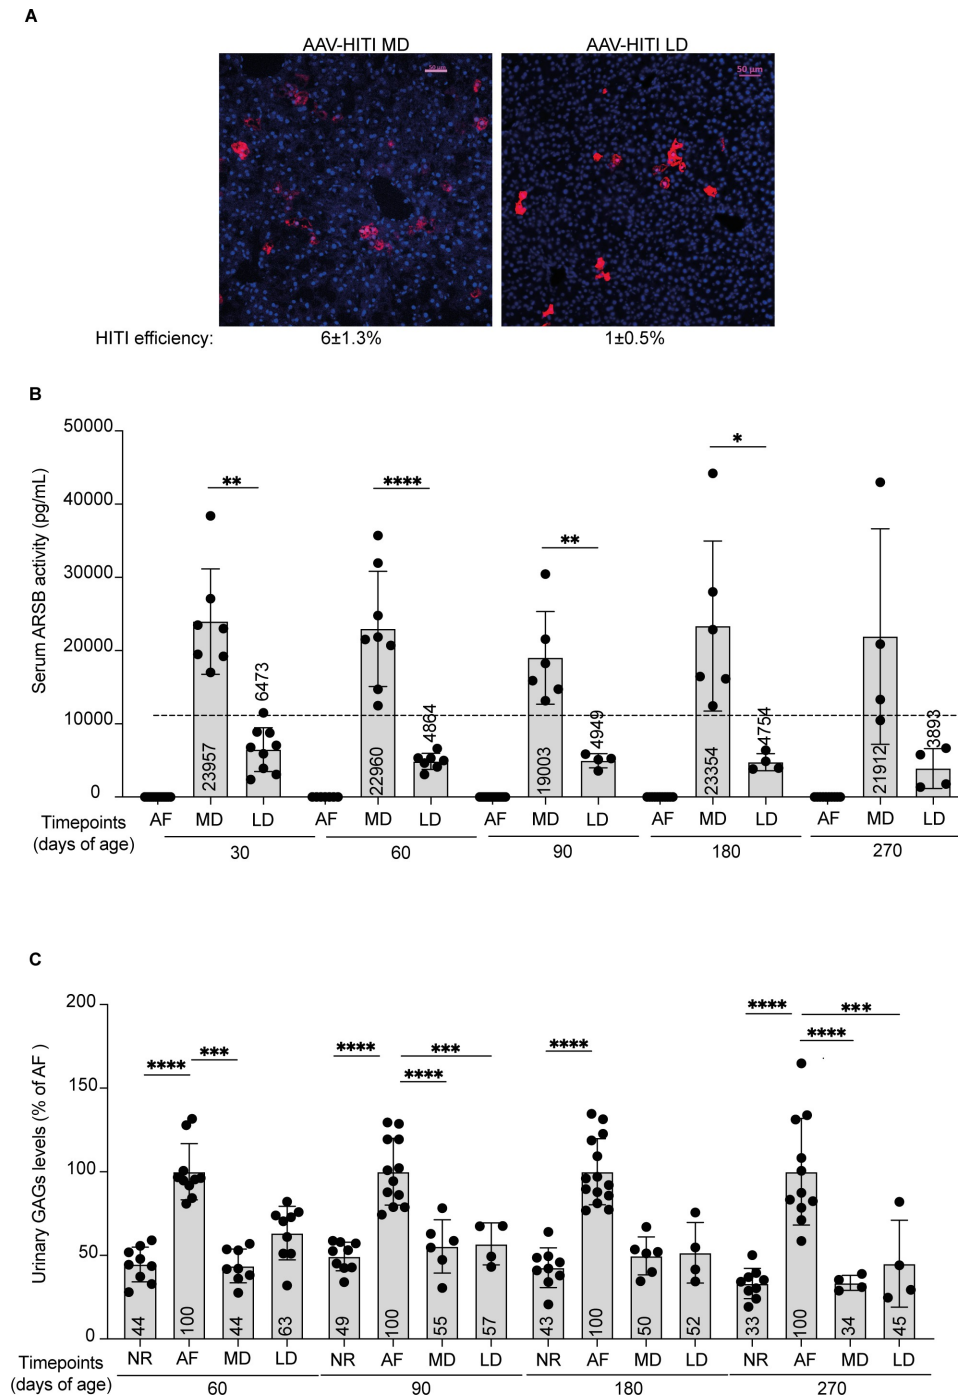 A
AAV-HITI MD AAV-HITI LD
50 µm 50 µm
HITI efficiency: 6±1.3% 1±0.5%
B
Serum ARSB activity (pg/mL)
50000
40000
30000
20000
10000
0
** **** ** *
23957 6473 22960 4864 19003 4949 23354 4754 21912 3893
AF MD LD AF MD LD AF MD LD AF MD LD AF MD LD
Timepoints
(days of age)
30 60 90 180 270
C
Urinary GAGs levels (% of AF )
200
150
100
50
0
**** *** **** *** **** **** **** *** ****
44 100 44 63 49 100 55 57 43 100 50 52 33 100 34 45
NR AF MD LD NR AF MD LD NR AF MD LD NR AF MD LD
Timepoints
(days of age)
60 90 180 270